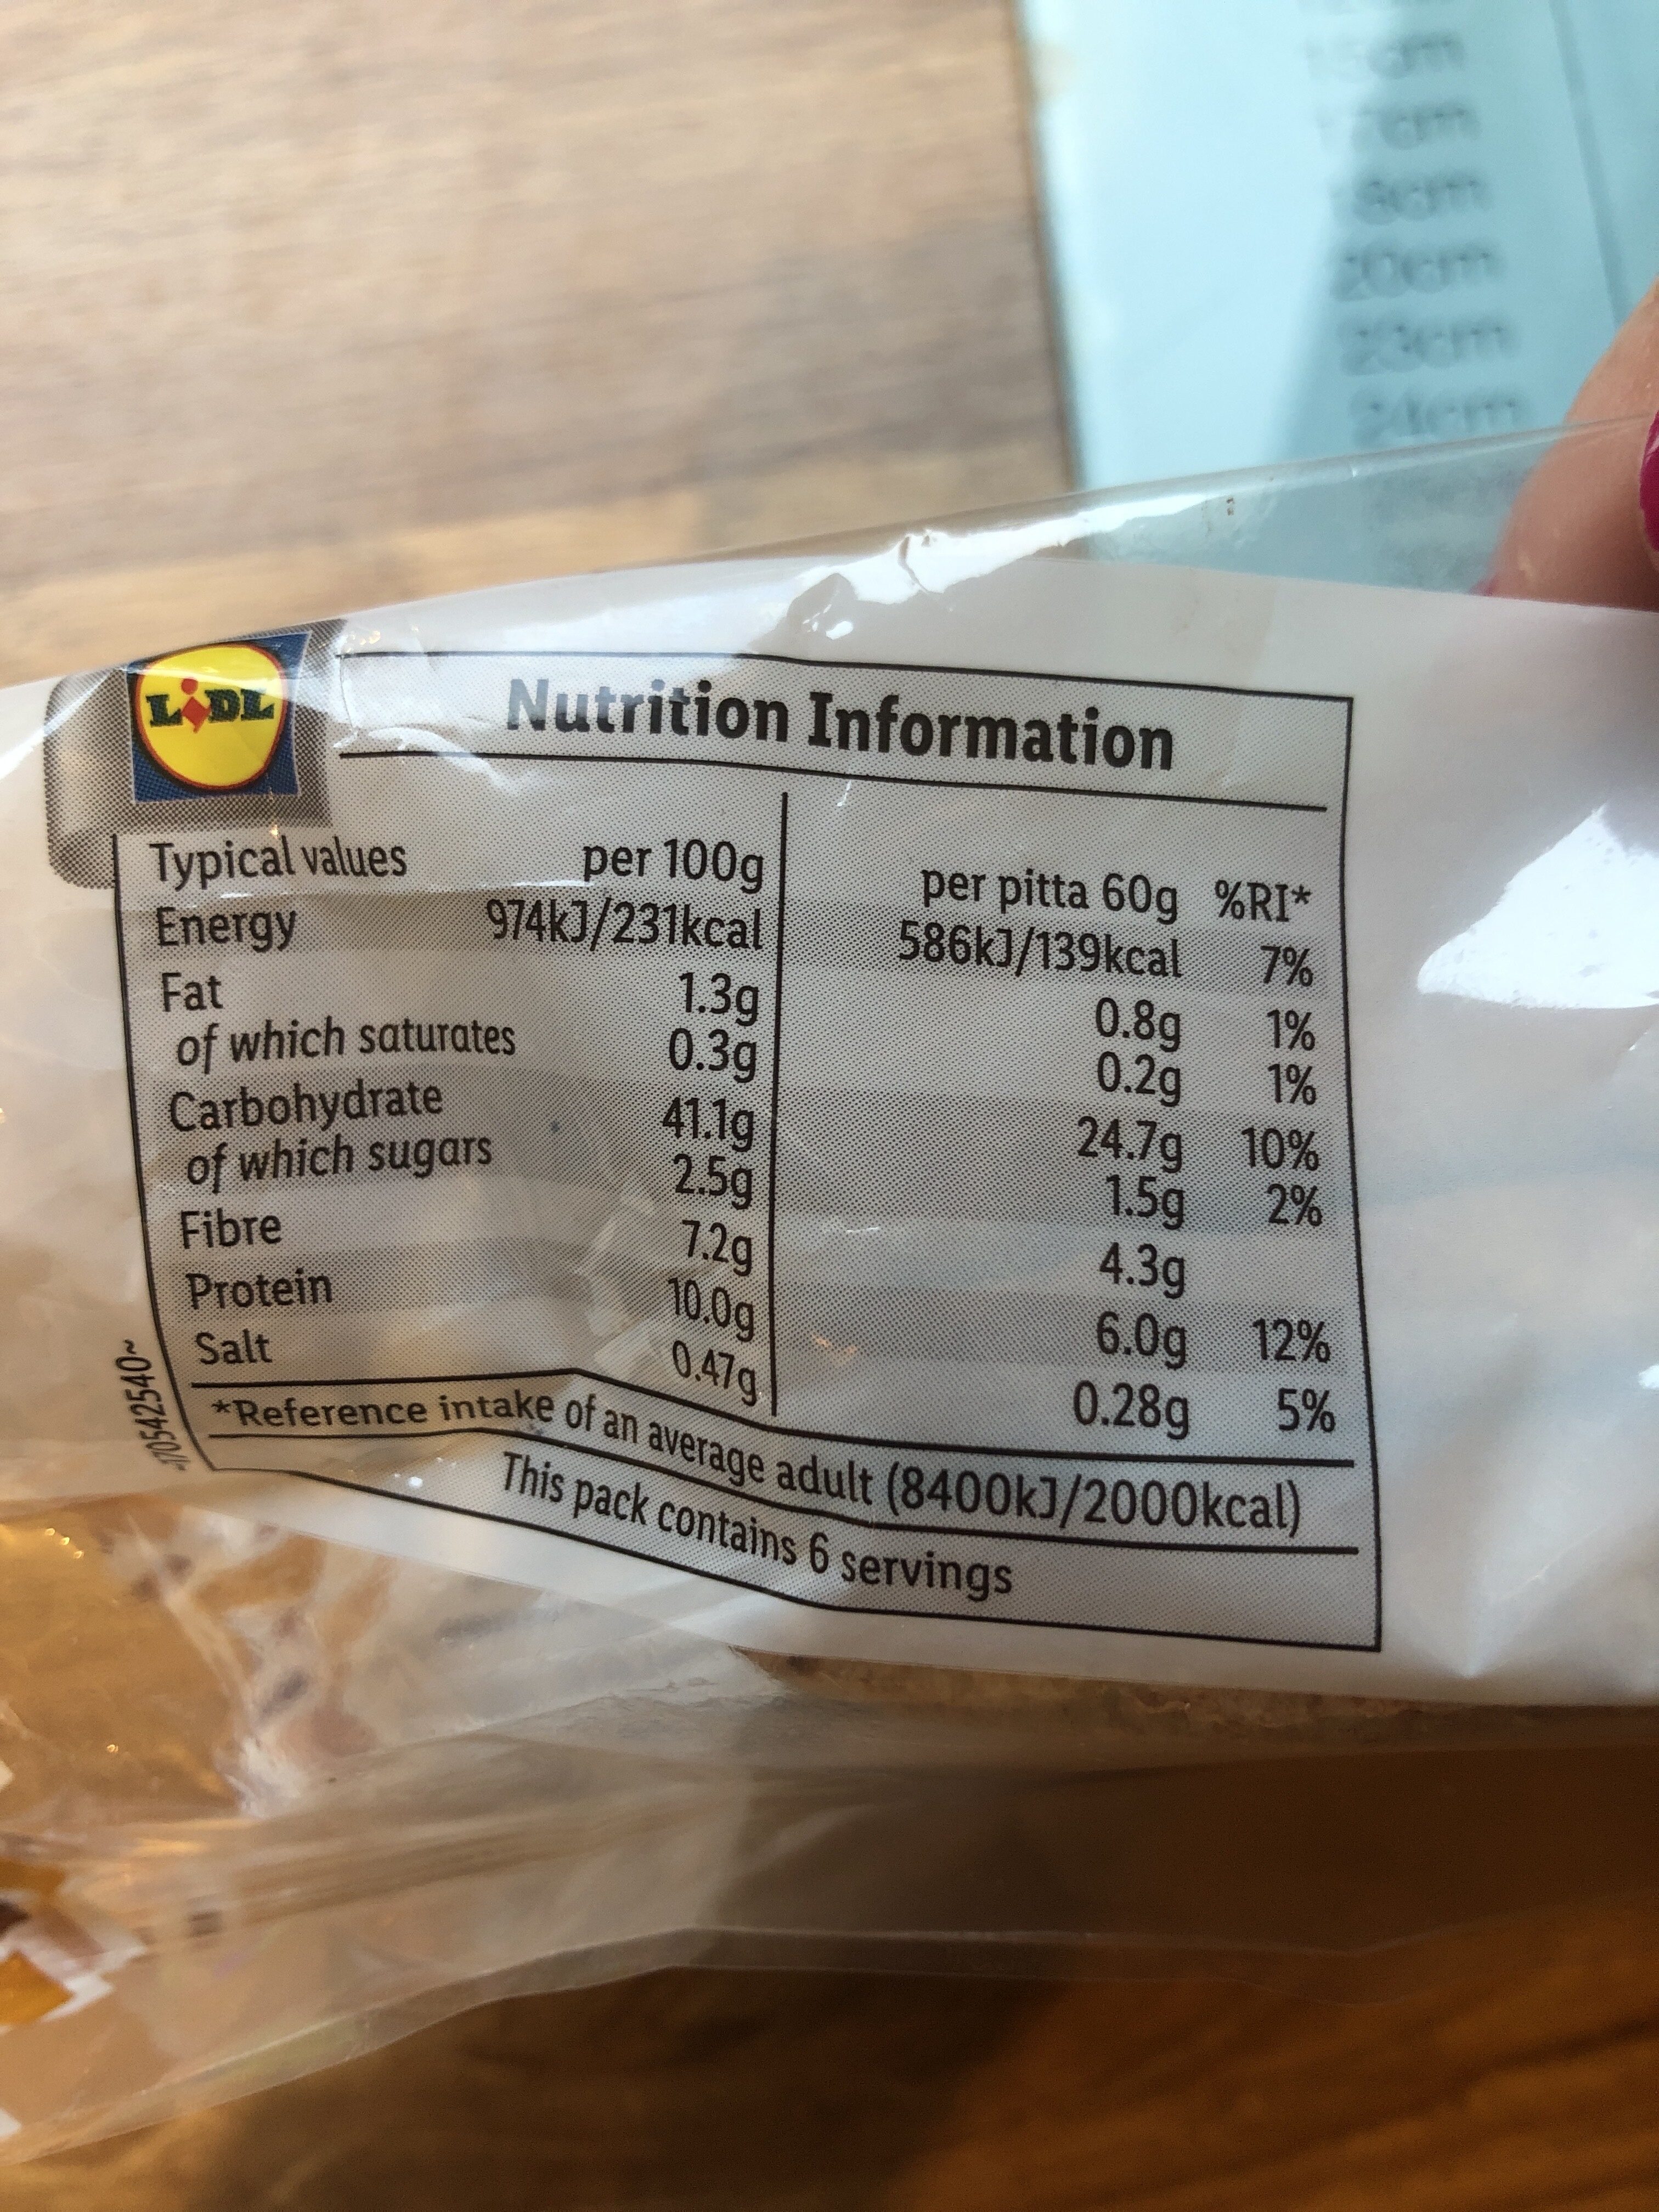 LIDL
Nutrition Information
Typical values per 100g per pitta 60g %RI*
Energy 974kJ/231kcal 586kJ/139kcal 7%
Fat 1.3g 0.8g 1%
of which saturates 0.3g 0.2g 1%
Carbohydrate 41.1g 24.7g 10%
of which sugars 2.5g 1.5g 2%
Fibre 7.2g 4.3g
Protein 10.0g 6.0g 12%
Salt 0.47g 0.28g 5%
*Reference intake of an average adult (8400kJ/2000kcal)
This pack contains 6 servings
20cm
23cm